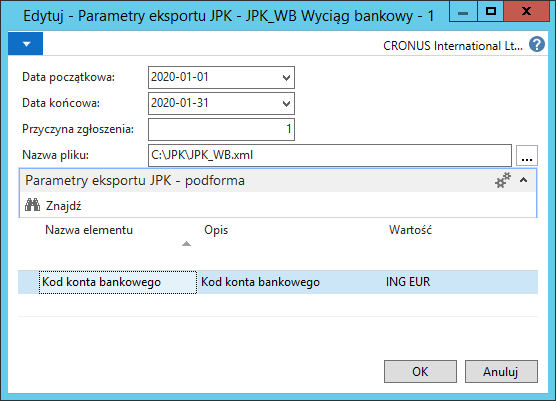 Edytuj - Parametry eksportu JPK - JPK_WB Wyciąg bankowy - 1
CRONUS International Lt...
Data początkowa: 2020-01-01
Data końcowa: 2020-01-31
Przyczyna zgłoszenia: 1
Nazwa pliku: C:\JPK\JPK_WB.xml ...
Parametry eksportu JPK - podforma
Znajdź
Nazwa elementu Opis Wartość
Kod konta bankowego Kod konta bankowego ING EUR
OK Anuluj